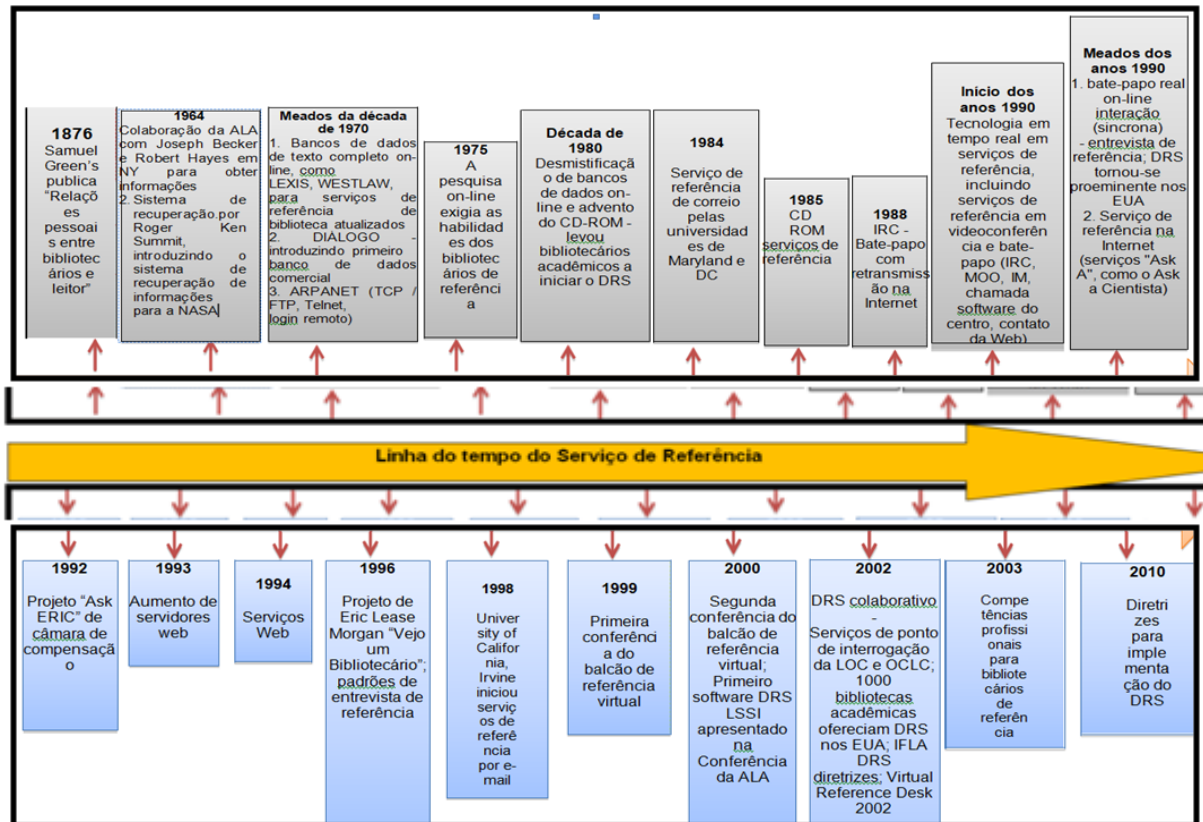 1876
Samuel
Green's
publica
“Relaçõ
es
pessoai
s entre
bibliotec
ários e
leitor”
1964
Colaboração da ALA
com Joseph Becker
e Robert Hayes em
NY para obter
informações
2. Sistema de
recuperação.por
Roger Ken
Summit,
introduzindo o
sistema de
recuperação de
informações
para a NASA
Meados da década
de 1970
1. Bancos de dados
de texto completo on-
line, como
LEXIS, WESTLAW,
para serviços de
referência de
biblioteca atualizados
2. DIÁLOGO -
introduzindo primeiro
banco de dados
comercial
3. ARPANET (TCP /
FTP, Telnet,
login remoto)
1975
A
pesquisa
on-line
exigia as
habilida
des dos
bibliotec
ários de
referênci
a
Década de
1980
Desmistificaçã
o de bancos
de dados on-
line e advento
do CD-ROM -
levou
bibliotecários
acadêmicos a
iniciar o DRS
1984
Serviço de
referência
de correio
pelas
universidad
es de
Maryland e
DC
1985
CD
ROM
serviços de
referência
1988
IRC -
Bate-papo
com
retransmiss
ão na
Internet
Início dos
anos 1990
Tecnologia em
tempo real em
serviços de
referência,
incluindo
serviços de
referência em
videoconferênc
ia e bate-
papo (IRC,
MOO, IM,
chamada
software do
centro, contato
da Web)
Meados dos
anos 1990
1. bate-papo real
on-line
interação
(síncrona)
- entrevista de
referência; DRS
tornou-se
proeminente nos
EUA
2. Serviço de
referência na
Internet
(serviços "Ask
A", como o Ask
a Cientista)
Linha do tempo do Serviço de Referência
1992
Projeto “Ask
ERIC” de
câmara de
compensaçã
o
1993
Aumento de
servidores
web
1994
Serviços
Web
1996
Projeto de
Eric Lease
Morgan “Vejo
um
Bibliotecário”;
padrões de
entrevista de
referência
1998
Univer
sity of
Califor
nia,
Irvine
iniciou
serviç
os de
referê
ncia
por e-
mail
1999
Primeira
conferênci
a do
balcão de
referência
virtual
2000
Segunda
conferência do
balcão de
referência
virtual;
Primeiro
software DRS
LSSI
apresentado
na
Conferência
da ALA
2002
DRS colaborativo
-
Serviços de ponto
de interrogação
da LOC e OCLC;
1000
bibliotecas
acadêmicas
ofereciam DRS
nos EUA; IFLA
DRS
diretrizes; Virtual
Reference Desk
2002
2003
Compe
tências
profissi
onais
para
bibliote
cários
de
referên
cia
2010
Diretri
zes
para
impleme
ntação do
DRS